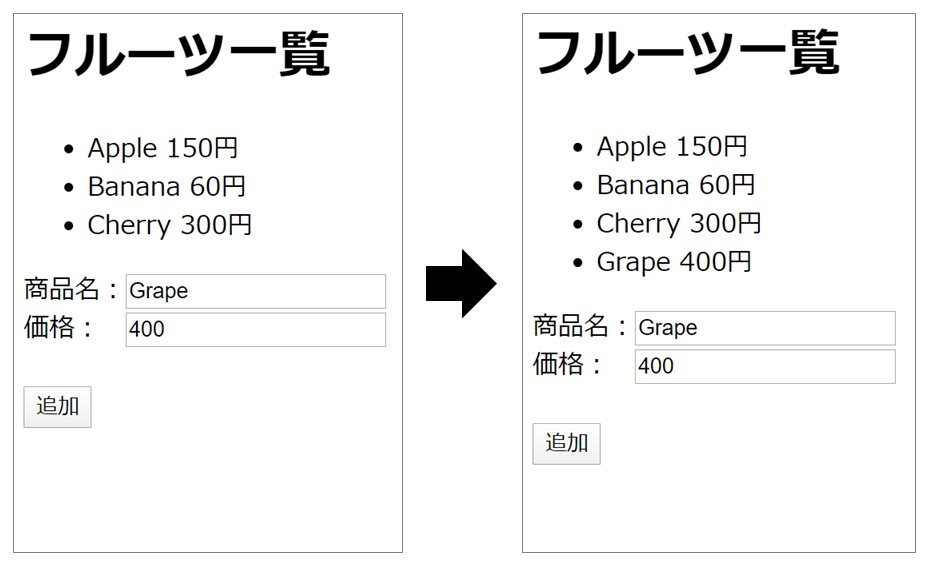 フルーツ一覧
• Apple 150円
• Banana 60円
• Cherry 300円
商品名：Grape
価格：400
追加
フルーツ一覧
• Apple 150円
• Banana 60円
• Cherry 300円
• Grape 400円
商品名：Grape
価格：400
追加